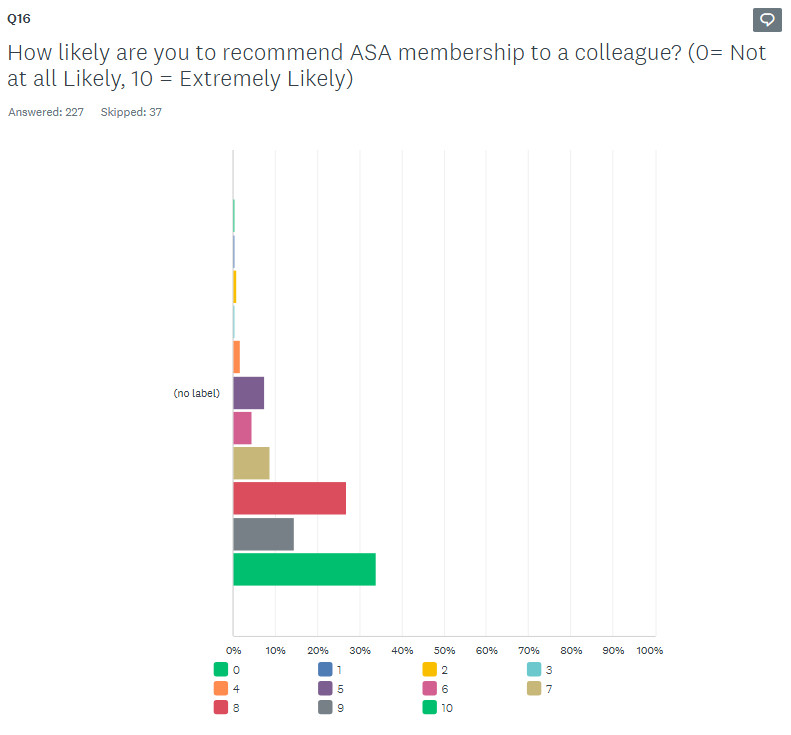 Q16
How likely are you to recommend ASA membership to a colleague? (0= Not
at all Likely, 10 = Extremely Likely)
Answered: 227 Skipped: 37
(no label)
0% 10% 20% 30% 40% 50% 60% 70% 80% 90% 100%
0 1 2 3
4 5 6 7
8 9 10